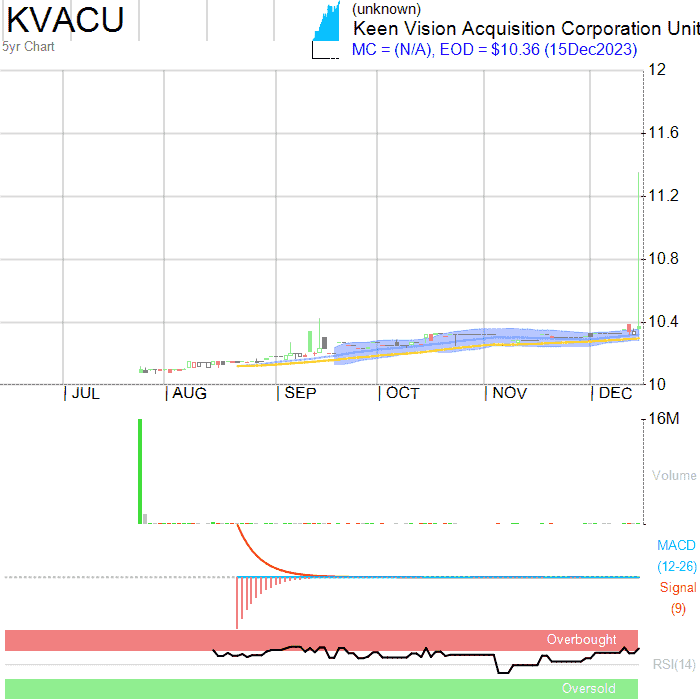 KVACU
5yr Chart
(unknown)
Keen Vision Acquisition Corporation Unit
MC = (N/A), EOD = $10.36 (15Dec2023)
12
11.6
11.2
10.8
10.4
10
JUL AUG SEP OCT NOV DEC
16M
Volume
MACD
(12-26)
Signal
(9)
Overbought
RSI(14)
Oversold